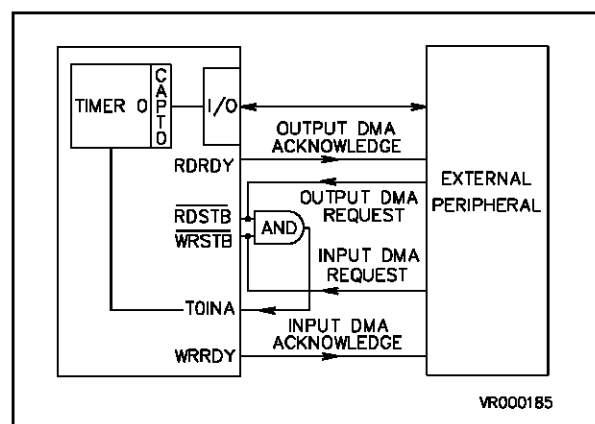 TIMER 0
CAPT0
I/O
OUTPUT DMA
ACKNOWLEDGE
RDRDY
OUTPUT DMA
REQUEST
EXTERNAL
PERIPHERAL
RDSTB
WRSTB
AND
INPUT DMA
REQUEST
T0INA
INPUT DMA
ACKNOWLEDGE
WRRDY
VR000185